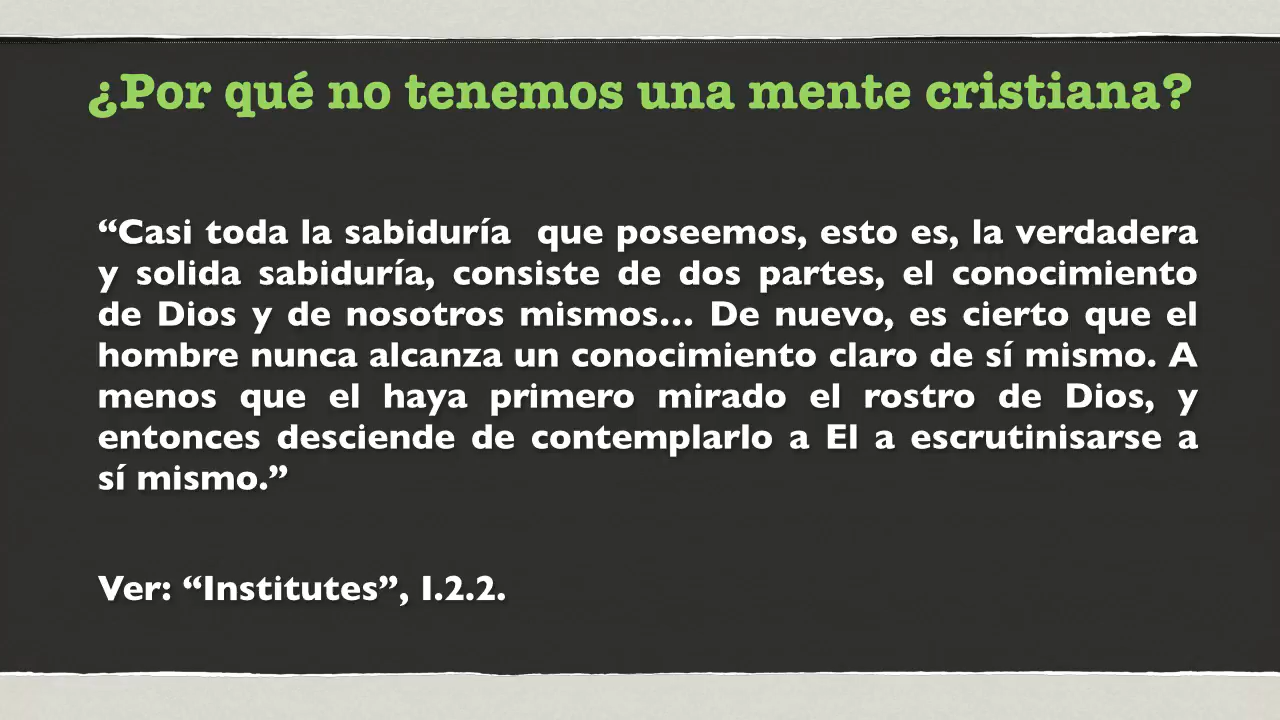 ¿Por qué no tenemos una mente cristiana?
“Casi toda la sabiduría que poseemos, esto es, la verdadera
y solida sabiduría, consiste de dos partes, el conocimiento
de Dios y de nosotros mismos... De nuevo, es cierto que el
hombre nunca alcanza un conocimiento claro de sí mismo. A
menos que el haya primero mirado el rostro de Dios, y
entonces desciende de contemplarlo a El a escrutinisarse a
sí mismo.”
Ver: “Institutes”, I.2.2.